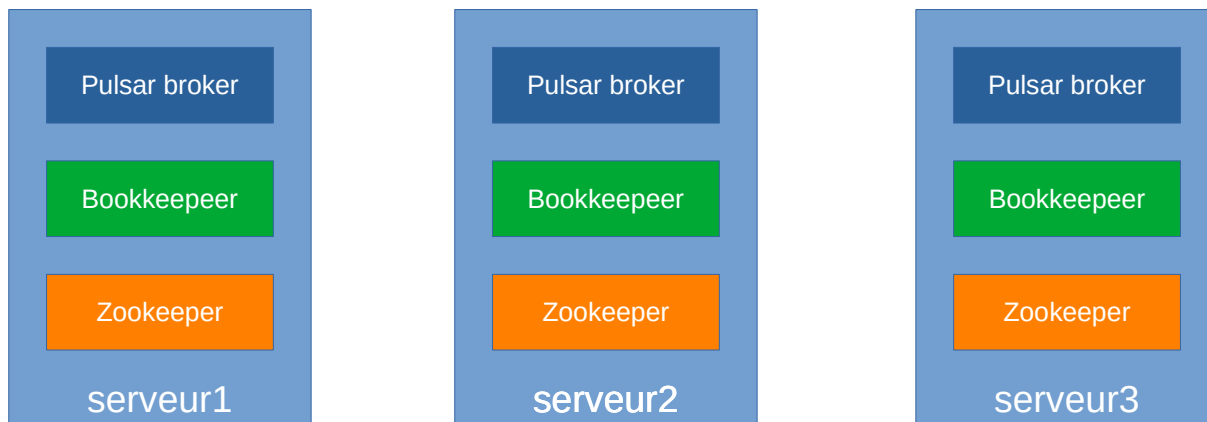 Pulsar broker
Pulsar broker
Pulsar broker
Bookkeepeer
Bookkeepeer
Bookkeepeer
Zookeeper
Zookeeper
Zookeeper
serveur1
serveur2
serveur3